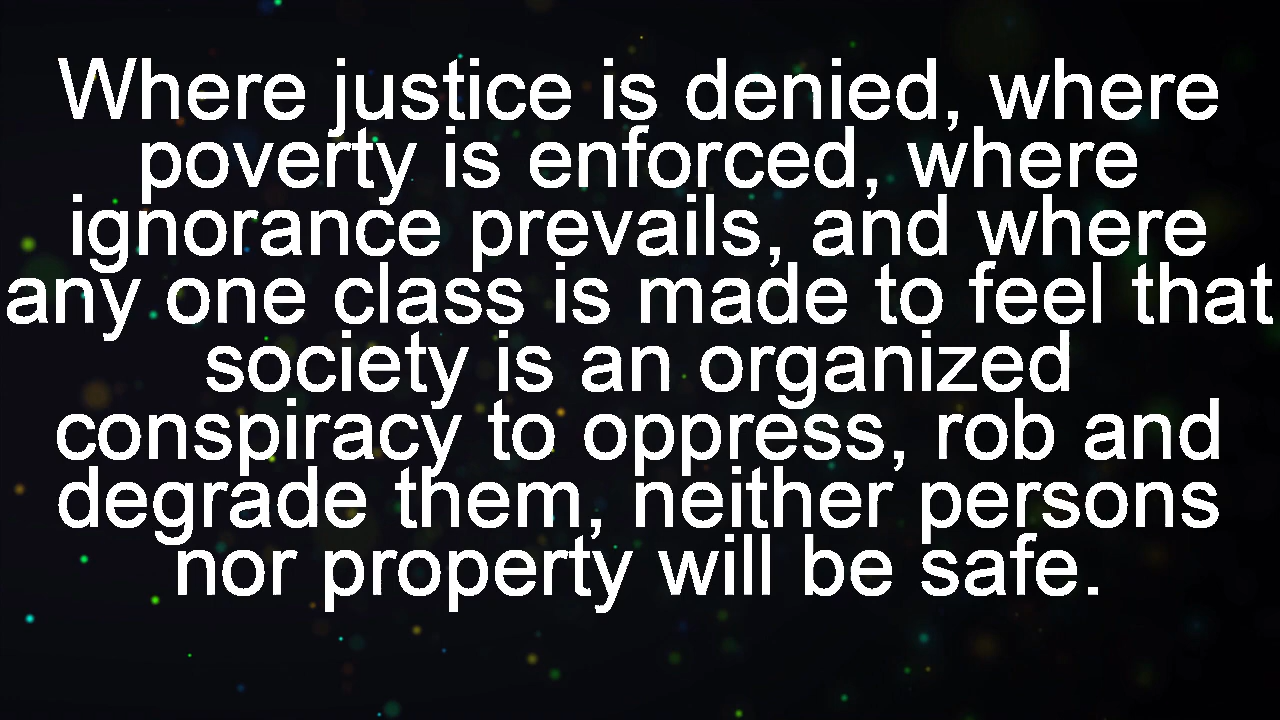 Where justice is denied, where
poverty is enforced, where
ignorance prevails, and where
any one class is made to feel that
society is an organized
conspiracy to oppress, rob and
degrade them, neither persons
nor property will be safe.